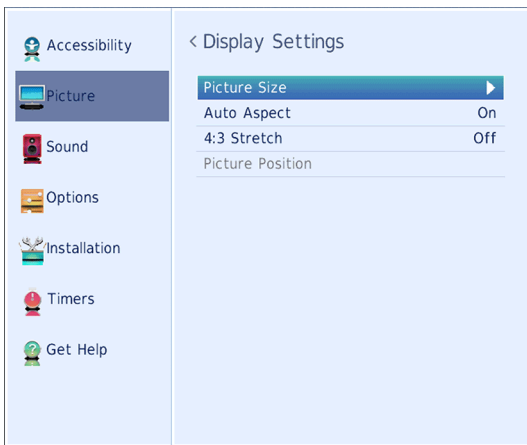 Accessibility
Picture
Sound
Options
Installation
Timers
Get Help
< Display Settings
Picture Size
Auto Aspect On
4:3 Stretch Off
Picture Position